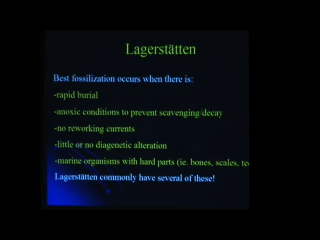 Lagerstätten
Best fossilization occurs when there is:
-rapid burial
-anoxic conditions to prevent scavenging/decay
-no reworking currents
-little or no diagenetic alteration
-marine organisms with hard parts (ie. bones, scales, tee
Lagerstätten commonly have several of these!